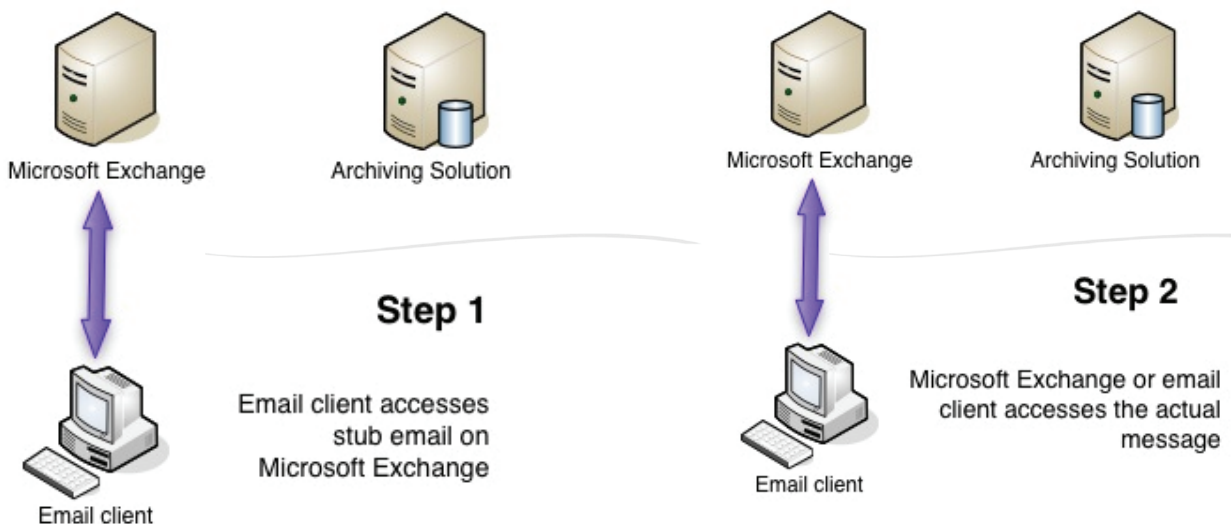 Microsoft Exchange
Archiving Solution
Step 1
Email client accesses
stub email on
Microsoft Exchange
Email client
Microsoft Exchange
Archiving Solution
Step 2
Microsoft Exchange or email
client accesses the actual
message
Email client